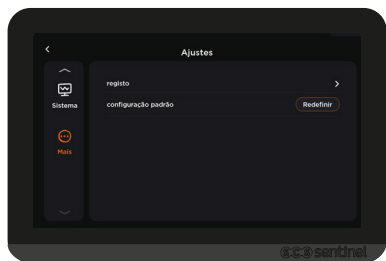 Ajustes
Sistema
Mais
registo
configuração padrão
Redefinir
sentinel